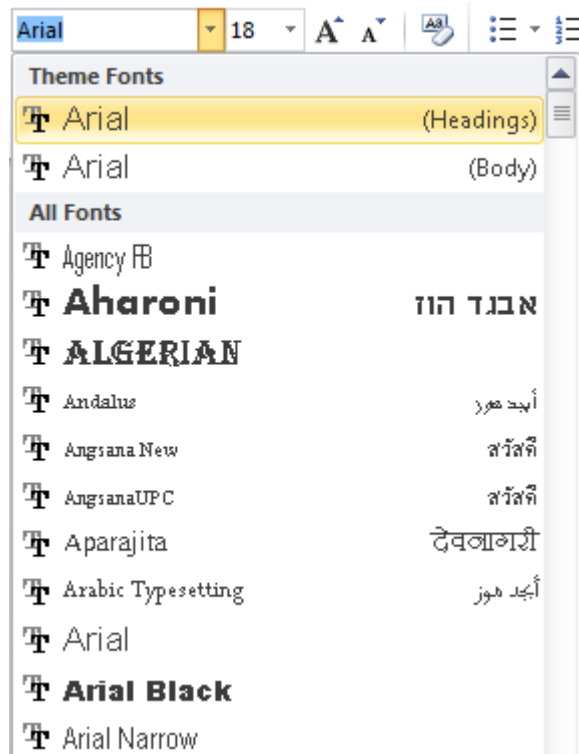 Arial 18 A A Aa
Theme Fonts
Arial (Headings)
Arial (Body)
All Fonts
Agency FB
Aharoni אבגד הוז
ALGERIAN
Andalus أبجد هوز
Angsana New สวัสดี
AngsanaUPC สวัสดี
Aparajita देवनागरी
Arabic Typesetting أبجد هوز
Arial
Arial Black
Arial Narrow